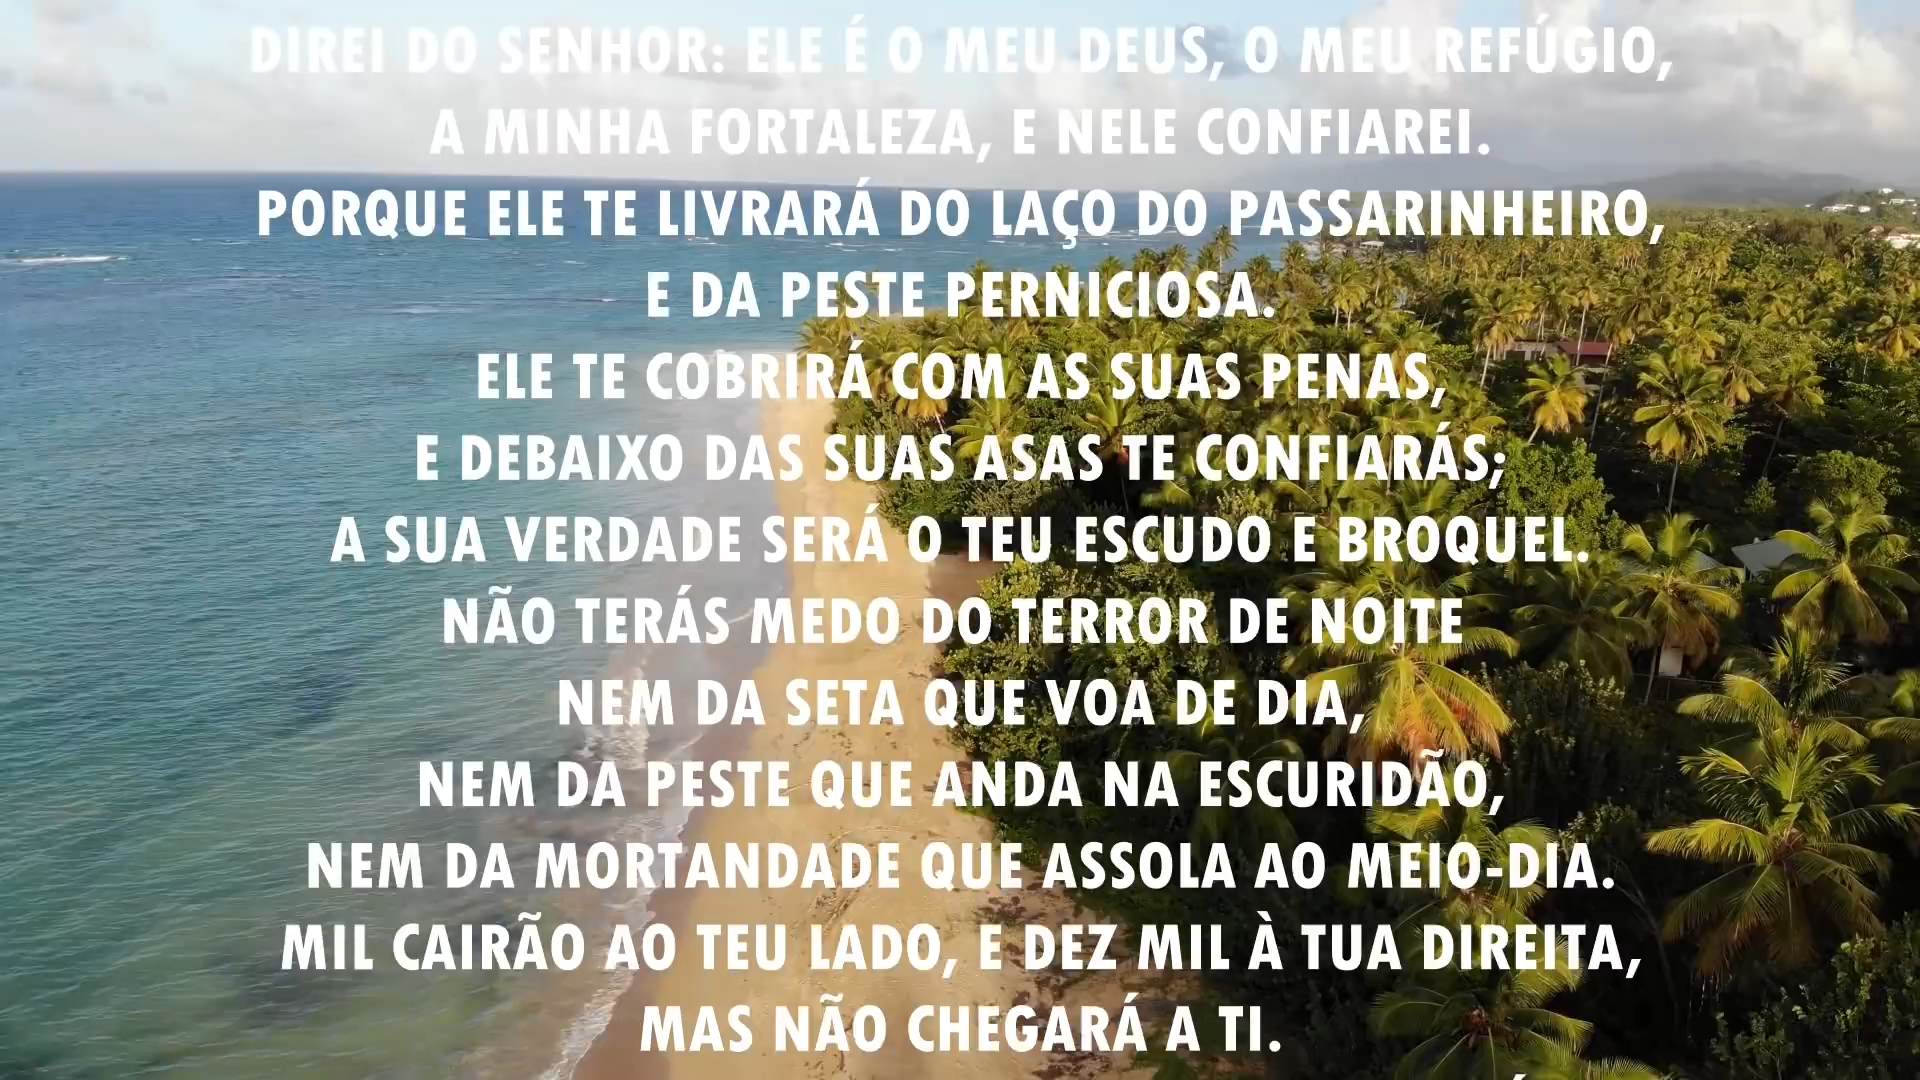 DIREI DO SENHOR: ELE É O MEU DEUS, O MEU REFÚGIO,
A MINHA FORTALEZA, E NELE CONFIAREI.
PORQUE ELE TE LIVRARÁ DO LAÇO DO PASSARINHEIRO,
E DA PESTE PERNICIOSA.
ELE TE COBRIRÁ COM AS SUAS PENAS,
E DEBAIXO DAS SUAS ASAS TE CONFIARÁS;
A SUA VERDADE SERÁ O TEU ESCUDO E BROQUEL.
NÃO TERÁS MEDO DO TERROR DE NOITE
NEM DA SETA QUE VOA DE DIA,
NEM DA PESTE QUE ANDA NA ESCURIDÃO,
NEM DA MORTANDADE QUE ASSOLA AO MEIO-DIA.
MIL CAIRÃO AO TEU LADO, E DEZ MIL À TUA DIREITA,
MAS NÃO CHEGARÁ A TI.